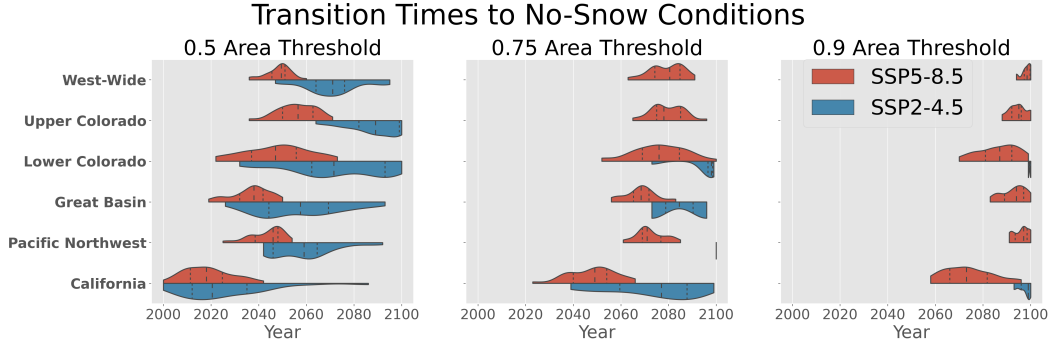 Transition Times to No-Snow Conditions
0.5 Area Threshold
0.75 Area Threshold
0.9 Area Threshold
West-Wide
Upper Colorado
Lower Colorado
Great Basin
Pacific Northwest
California
SSP5-8.5
SSP2-4.5
2000 2020 2040 2060 2080 2100
2000 2020 2040 2060 2080 2100
2000 2020 2040 2060 2080 2100
Year
Year
Year